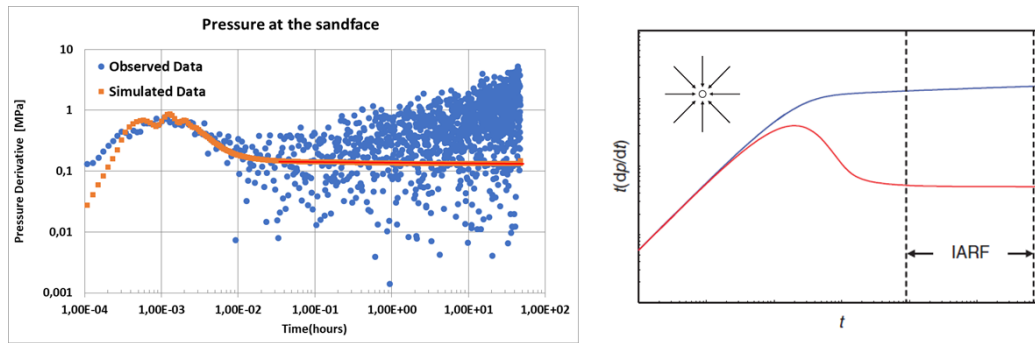 Pressure at the sandface
Pressure Derivative [MPa]
10
1
0,1
0,01
0,001
Observed Data
Simulated Data
1,00E-04 1,00E-03 1,00E-02 1,00E-01 1,00E+00 1,00E+01 1,00E+02
Time(hours)
t(dp/dt)
IARF
t